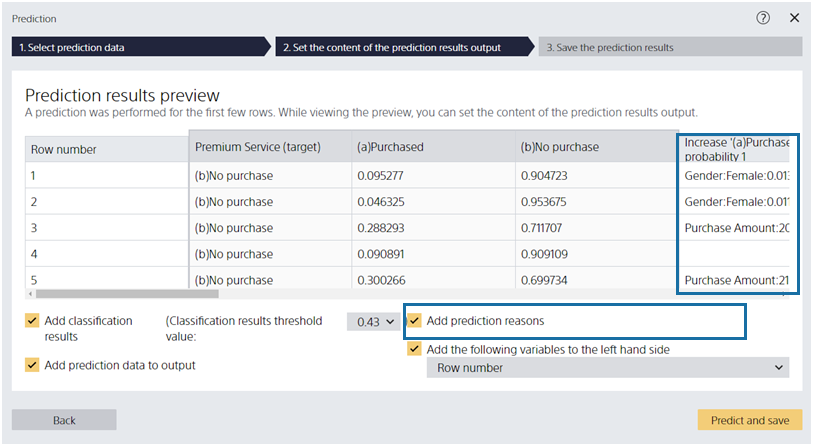 Prediction
1. Select prediction data
2. Set the content of the prediction results output
3. Save the prediction results
Prediction results preview
A prediction was performed for the first few rows. While viewing the preview, you can set the content of the prediction results output.
Row number Premium Service (target) (a)Purchased (b)No purchase Increase '(a)Purchase
probability 1
1 (b)No purchase 0.095277 0.904723 Gender:Female:0.013
2 (b)No purchase 0.046325 0.953675 Gender:Female:0.011
3 (b)No purchase 0.288293 0.711707 Purchase Amount:20
4 (b)No purchase 0.090891 0.909109
5 (b)No purchase 0.300266 0.699734 Purchase Amount:21
Add classification
results
(Classification results threshold
value:
0.43 )
Add prediction reasons
Add the following variables to the left hand side
Row number
Add prediction data to output
Back
Predict and save